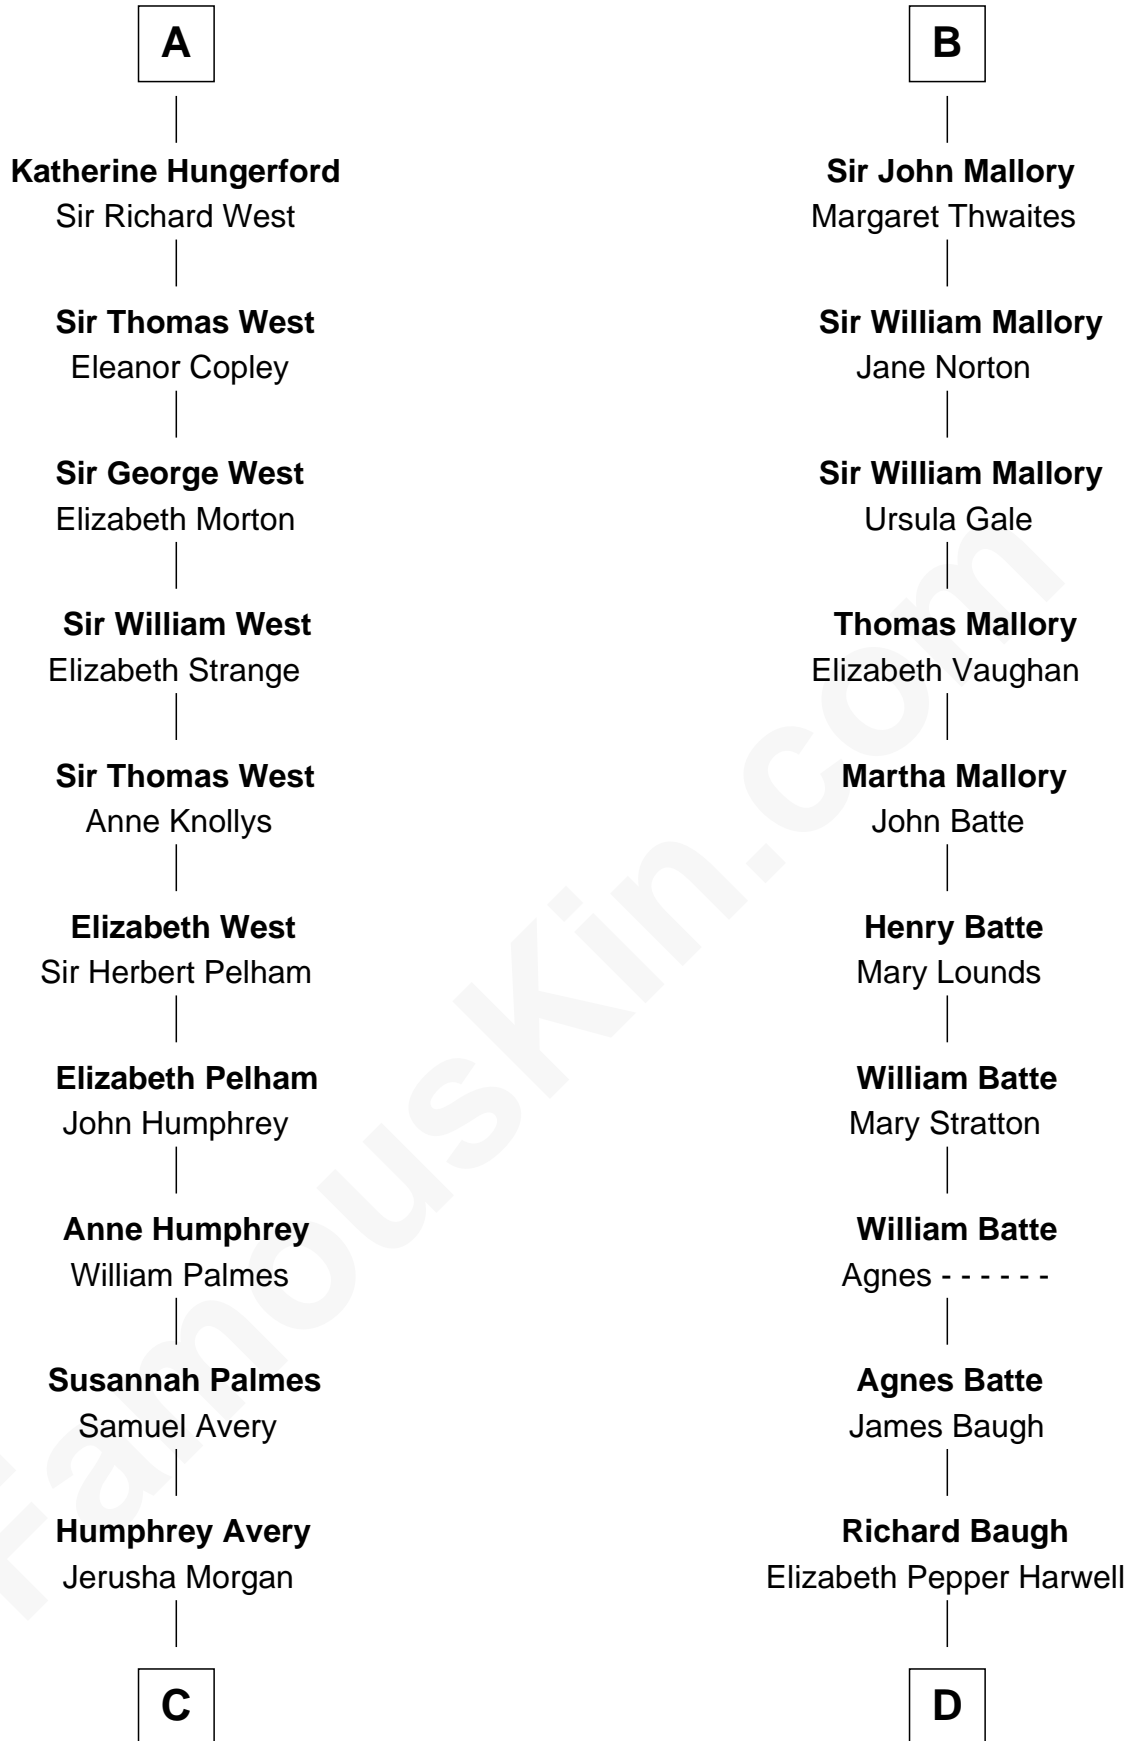 A
Katherine Hungerford
Sir Richard West
Sir Thomas West
Eleanor Copley
Sir George West
Elizabeth Morton
Sir William West
Elizabeth Strange
Sir Thomas West
Anne Knollys
Elizabeth West
Sir Herbert Pelham
Elizabeth Pelham
John Humphrey
Anne Humphrey
William Palmes
Susannah Palmes
Samuel Avery
Humphrey Avery
Jerusha Morgan
C
B
Sir John Mallory
Margaret Thwaites
Sir William Mallory
Jane Norton
Sir William Mallory
Ursula Gale
Thomas Mallory
Elizabeth Vaughan
Martha Mallory
John Batte
Henry Batte
Mary Lounds
William Batte
Mary Stratton
William Batte
Agnes - - - - - -
Agnes Batte
James Baugh
Richard Baugh
Elizabeth Pepper Harwell
D
FamousKin.com